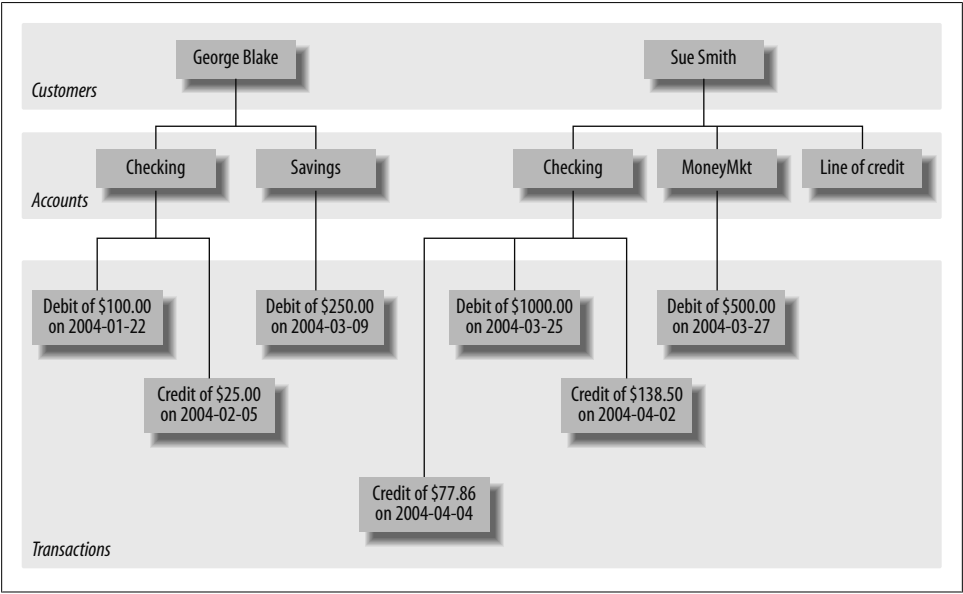 George Blake
Sue Smith
Customers
Checking
Savings
Checking
MoneyMkt
Line of credit
Accounts
Debit of $100.00
on 2004-01-22
Debit of $250.00
on 2004-03-09
Debit of $1000.00
on 2004-03-25
Debit of $500.00
on 2004-03-27
Credit of $25.00
on 2004-02-05
Credit of $138.50
on 2004-04-02
Credit of $77.86
on 2004-04-04
Transactions